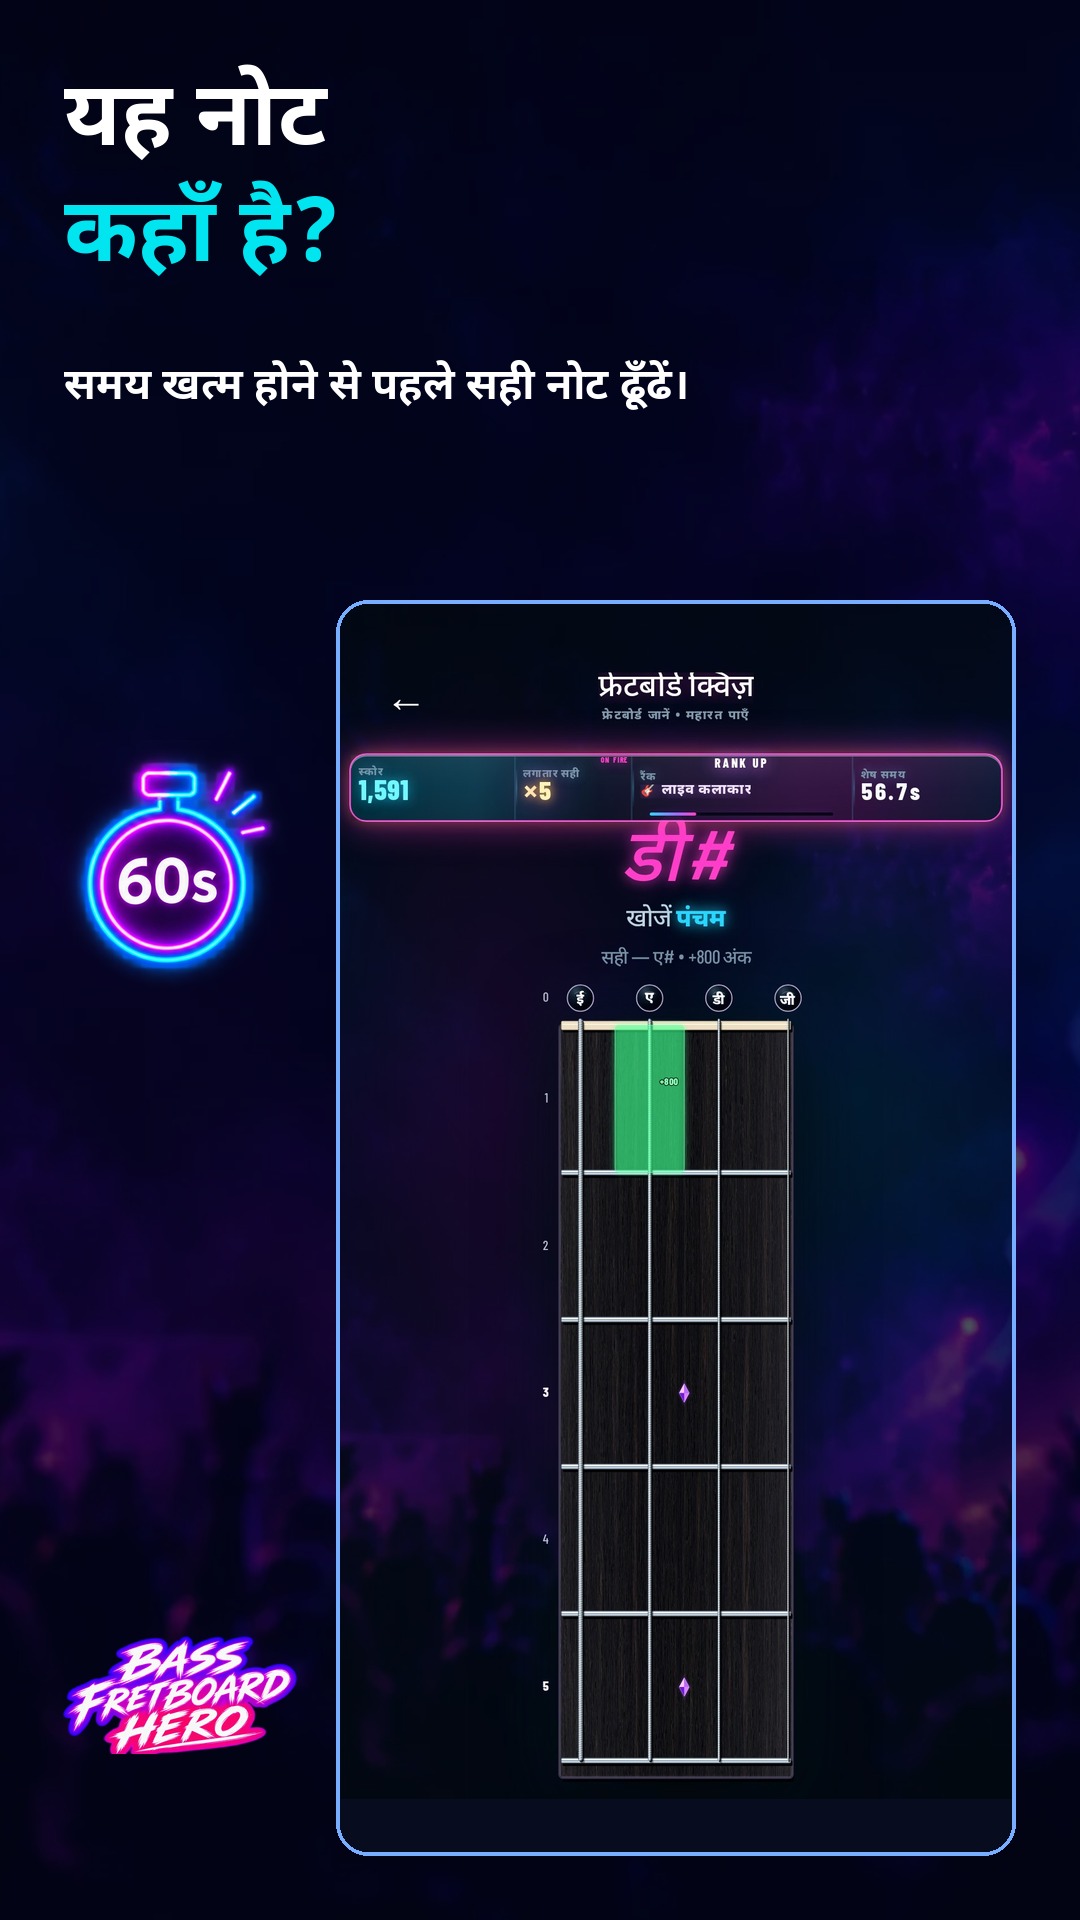 यह नोट
कहाँ है?
समय खत्म होने से पहले सही नोट ढूँढें।
←
फ्रेटबोर्ड क्विज़
फ्रेटबोर्ड जानें • महारत पाएँ
स्कोर
1,591
लगातार सही
ON FIRE
×5
RANK UP
रैंक
लाइव कलाकार
शेष समय
56.7s
डी#
खोजें पंचम
सही — ए# • +800 अंक
0 ई ए डी जी
+800
1
2
3
4
5
60s
BASS
FRETBOARD
HERO